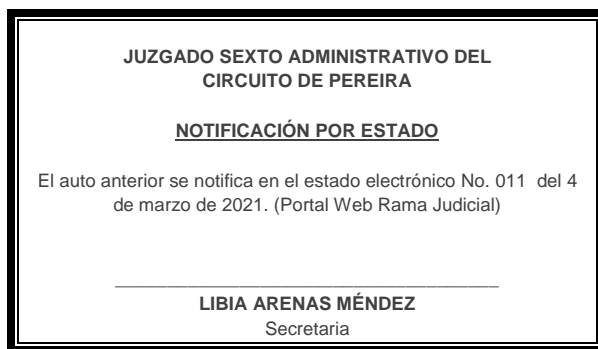 JUZGADO SEXTO ADMINISTRATIVO DEL
CIRCUITO DE PEREIRA
NOTIFICACIÓN POR ESTADO
El auto anterior se notifica en el estado electrónico No. 011 del 4
de marzo de 2021. (Portal Web Rama Judicial)
LIBIA ARENAS MÉNDEZ
Secretaria